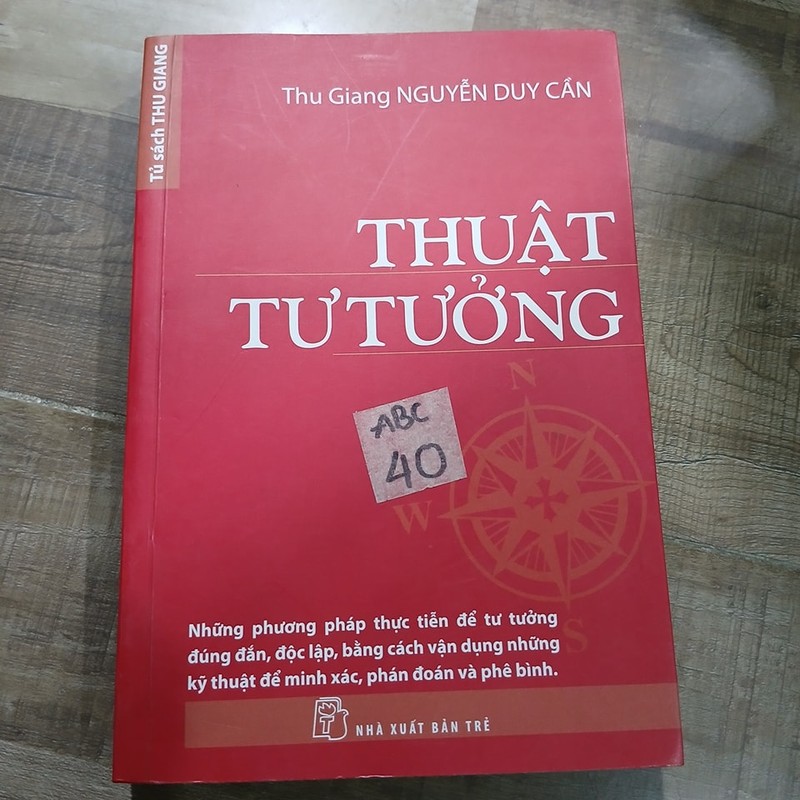 Tủ sách THU GIANG
Thu Giang NGUYỄN DUY CẦN
THUẬT
TƯ TƯỞNG
ABC
40
N
W
S
Những phương pháp thực tiễn để tư tưởng
đúng đắn, độc lập, bằng cách vận dụng những
kỹ thuật để minh xác, phán đoán và phê bình.
NHÀ XUẤT BẢN TRẺ